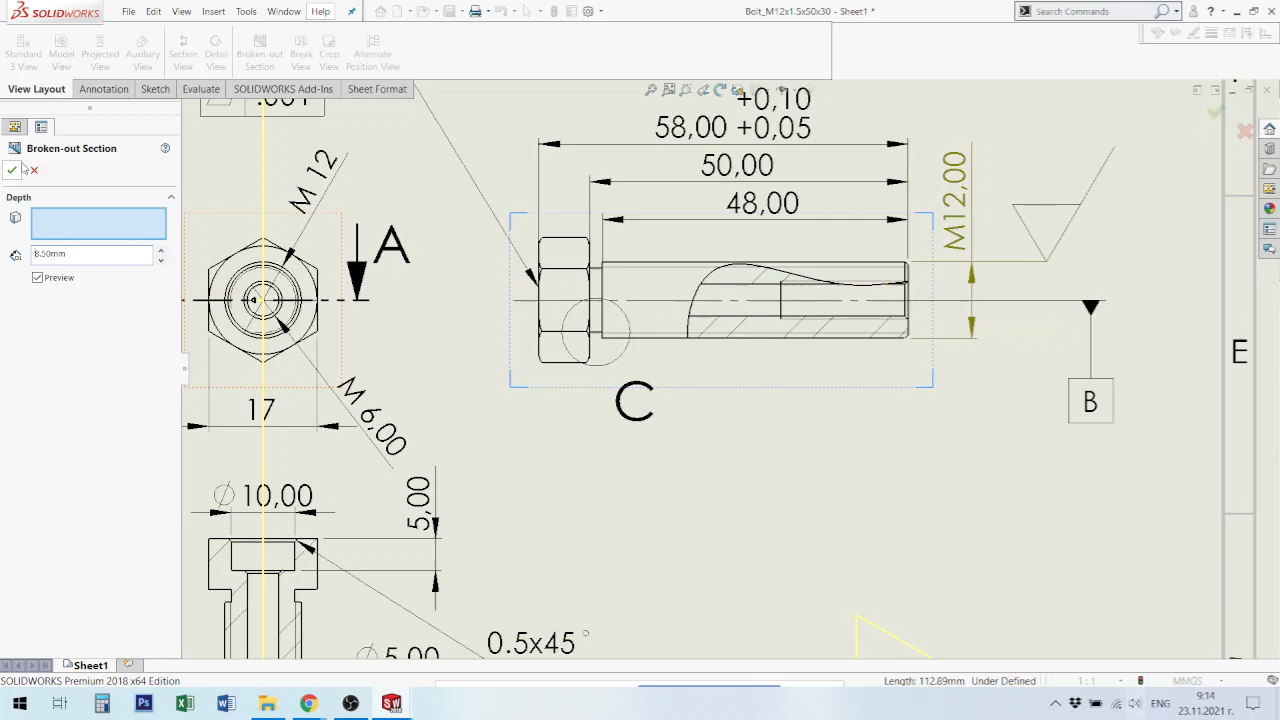 SOLIDWORKS File Edit View Insert Tools Window Help Bolt_M12x1.5x50x30 - Sheet1 * Search Commands
Standard 3 View
Model View
Projected View
Auxiliary View
Section View
Detail View
Broken-out Section
Break View
Crop View
Alternate Position View
View Layout Annotation Sketch Evaluate SOLIDWORKS Add-Ins Sheet Format
Broken-out Section
Depth
8.50mm
Preview
.001
M 12
A
17
M 6,00
10,00
5,00
0.5x45°
5,00
+0,10
58,00 +0,05
50,00
48,00
M12,00
C
B
E
Sheet1
SOLIDWORKS Premium 2018 x64 Edition
Length: 112.89mm Under Defined 1 : 1 MMGS
ENG
9:14
23.11.2021 г.